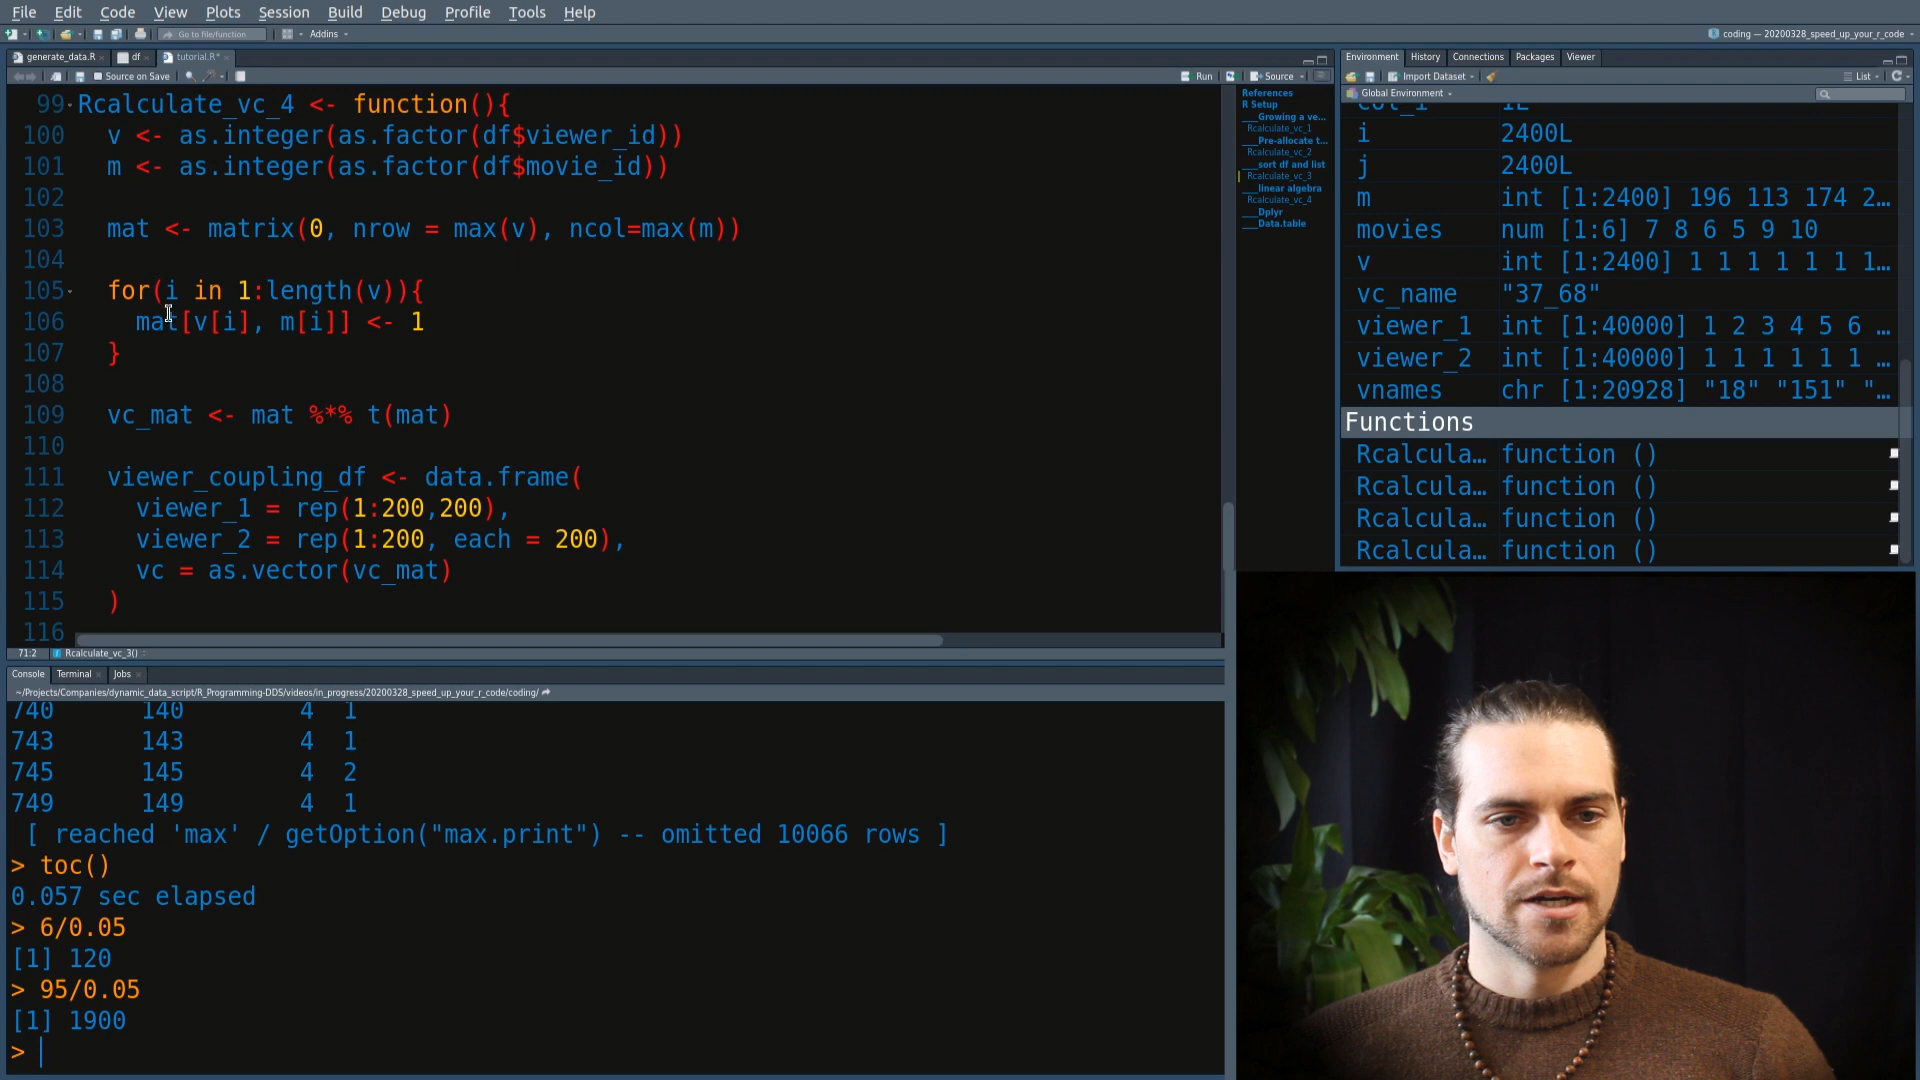 File Edit Code View Plots Session Build Debug Profile Tools Help
Go to file/function Addins
coding — 20200328_speed_up_your_r_code
generate_data.R df tutorial.R*
Source on Save Run Source
99 Rcalculate_vc_4 <- function(){
100 v <- as.integer(as.factor(df$viewer_id))
101 m <- as.integer(as.factor(df$movie_id))
102
103 mat <- matrix(0, nrow = max(v), ncol=max(m))
104
105 for(i in 1:length(v)){
106 mat[v[i], m[i]] <- 1
107 }
108
109 vc_mat <- mat %*% t(mat)
110
111 viewer_coupling_df <- data.frame(
112 viewer_1 = rep(1:200,200),
113 viewer_2 = rep(1:200, each = 200),
114 vc = as.vector(vc_mat)
115 )
116
71:2 Rcalculate_vc_3()
References
R Setup
___Growing a ve...
Rcalculate_vc_1
___Pre-allocate t...
Rcalculate_vc_2
___sort df and list
Rcalculate_vc_3
___linear algebra
Rcalculate_vc_4
___Dplyr
___Data.table
Environment History Connections Packages Viewer
Import Dataset List
Global Environment
i 2400L
j 2400L
m int [1:2400] 196 113 174 2...
movies num [1:6] 7 8 6 5 9 10
v int [1:2400] 1 1 1 1 1 1 1...
vc_name "37_68"
viewer_1 int [1:40000] 1 2 3 4 5 6 ...
viewer_2 int [1:40000] 1 1 1 1 1 1 ...
vnames chr [1:20928] "18" "151" "...
Functions
Rcalcula... function ()
Rcalcula... function ()
Rcalcula... function ()
Rcalcula... function ()
Console Terminal Jobs
~/Projects/Companies/dynamic_data_script/R_Programming-DDS/videos/in_progress/20200328_speed_up_your_r_code/coding/
740 140 4 1
743 143 4 1
745 145 4 2
749 149 4 1
[ reached 'max' / getOption("max.print") -- omitted 10066 rows ]
> toc()
0.057 sec elapsed
> 6/0.05
[1] 120
> 95/0.05
[1] 1900
>